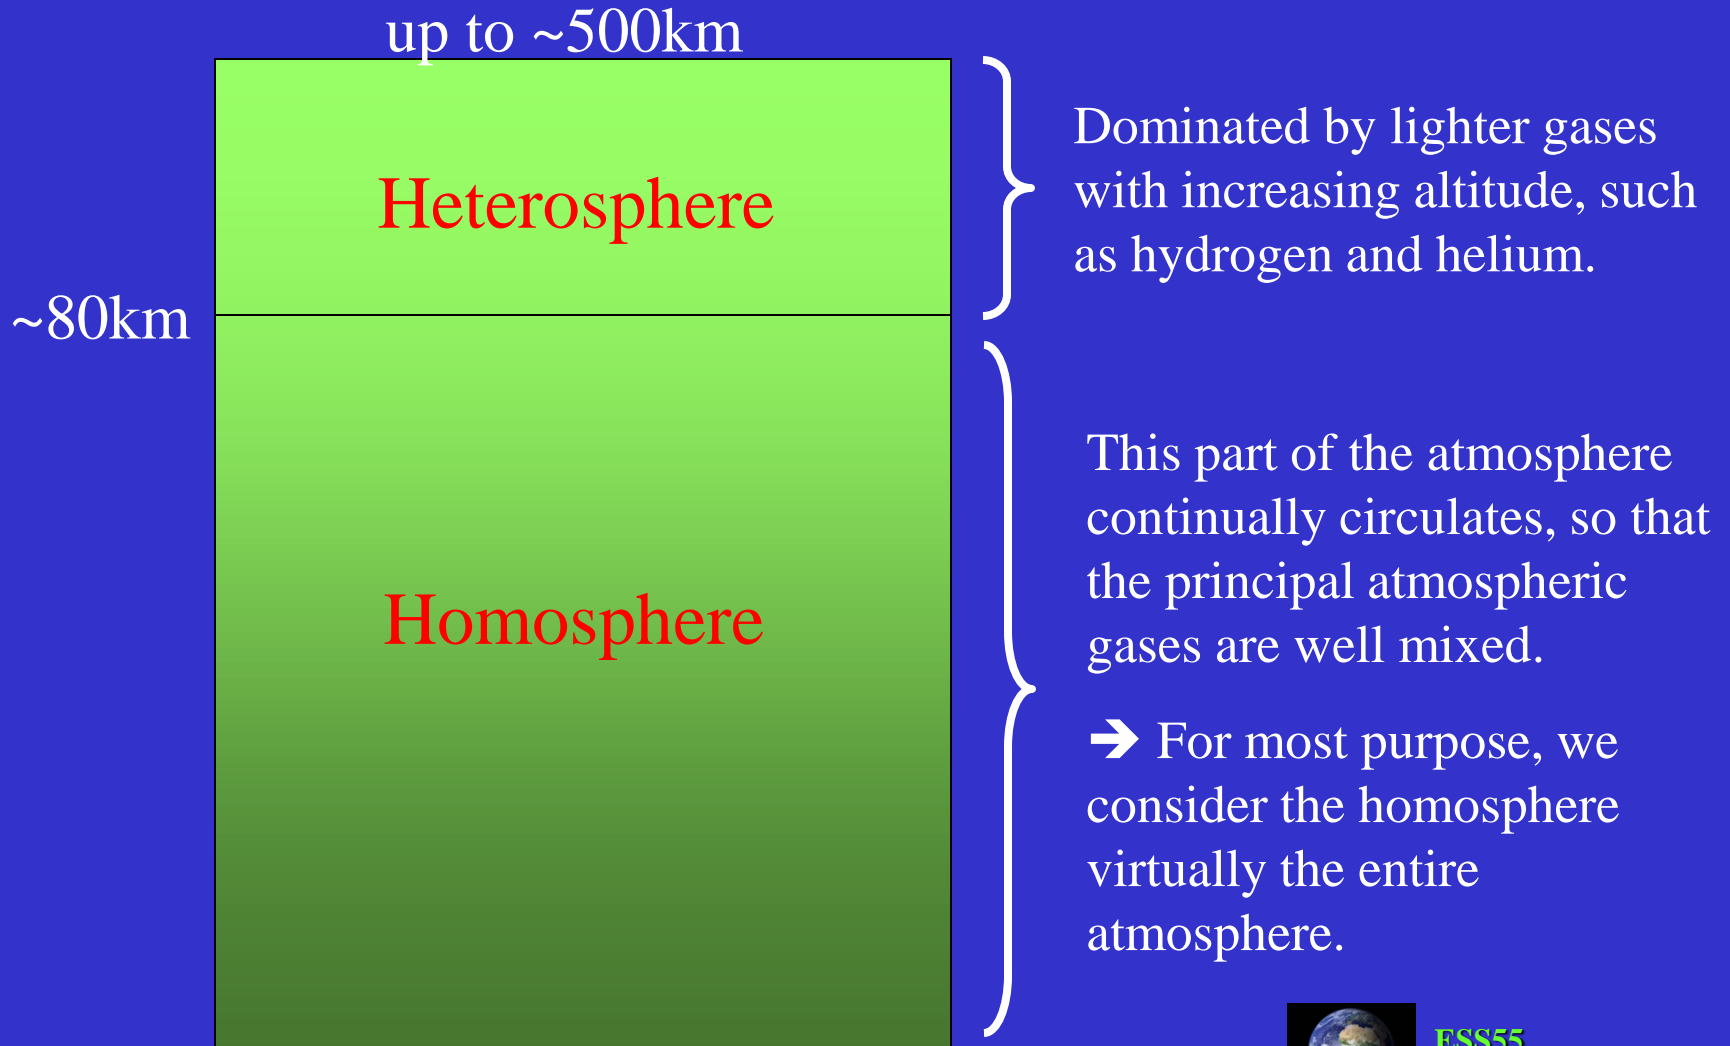 up to ~500km
Heterosphere
Dominated by lighter gases
with increasing altitude, such
as hydrogen and helium.
~80km
This part of the atmosphere
continually circulates, so that
the principal atmospheric
gases are well mixed.
Homosphere
➔ For most purpose, we
consider the homosphere
virtually the entire
atmosphere.
ESS55